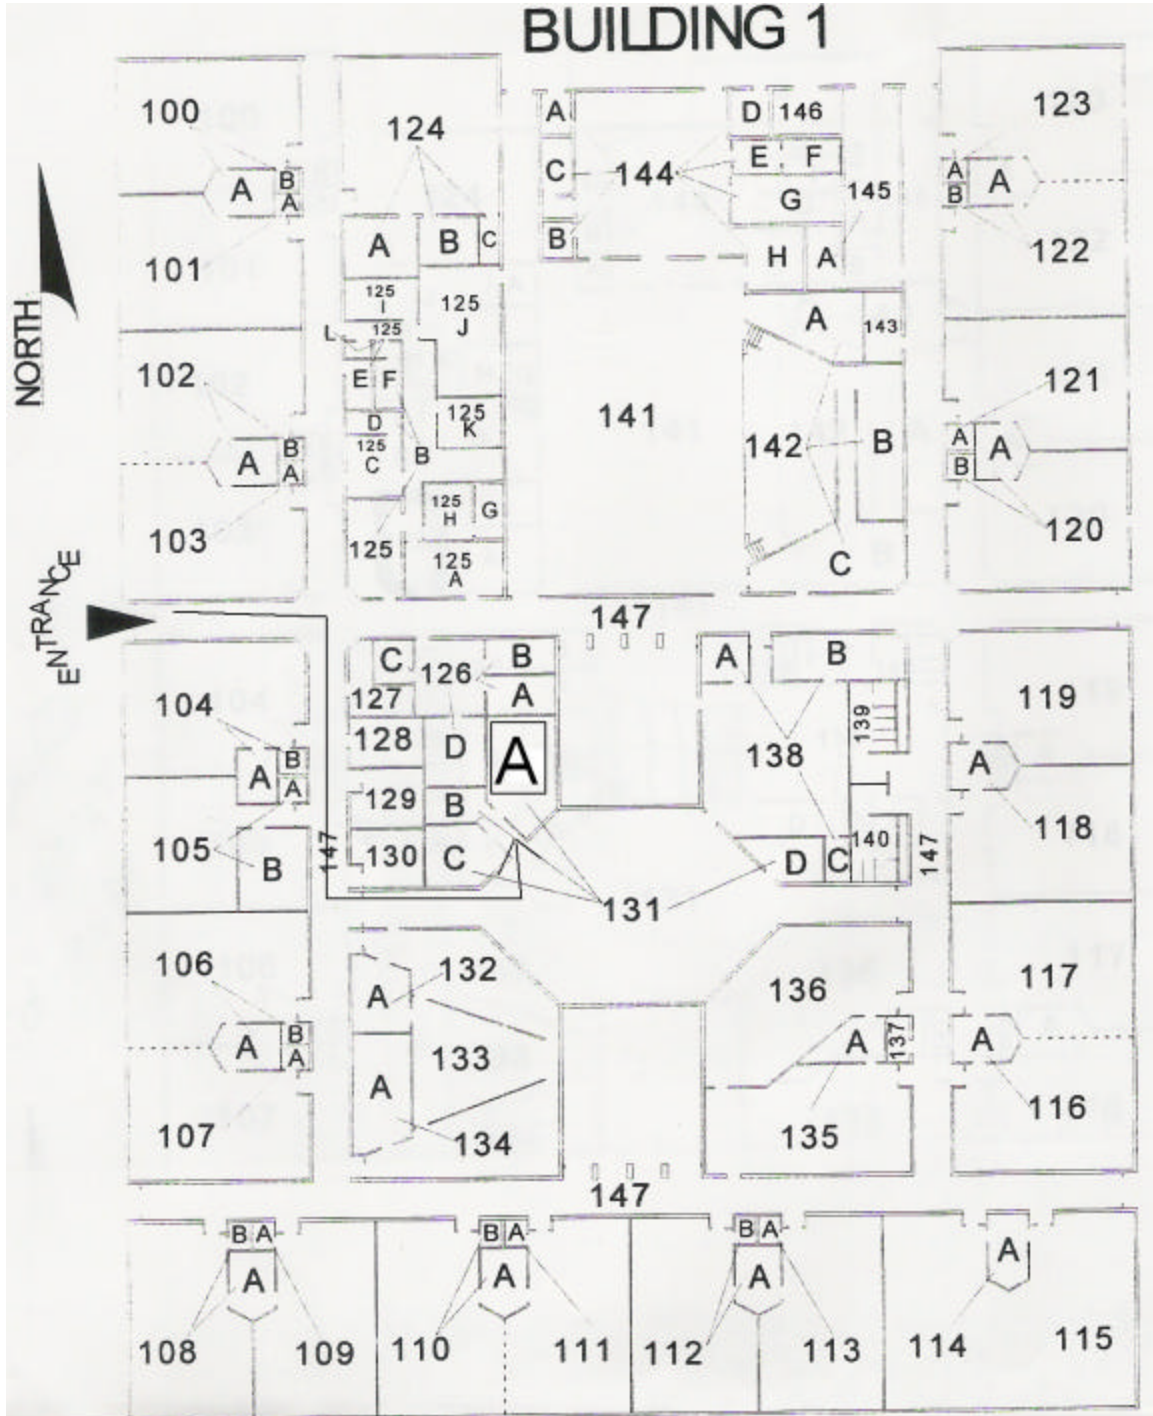 BUILDING 1
100
124
A
D
146
123
C
144
E
F
A
B
A
A
B
A
G
145
B
101
A
B
C
B
H
A
122
125
I
125
J
A
143
NORTH
L
125
102
E
F
121
141
B
A
D
125
K
142
B
A
A
B
125
C
B
A
B
103
125
H
G
120
125
125
A
C
ENTRANCE
147
C
126
B
A
B
127
A
119
104
128
D
A
139
B
A
138
A
A
129
B
118
105
B
147
130
C
D
C
140
147
131
106
132
136
117
A
B
A
A
133
A
137
A
A
116
107
134
135
147
B
A
B
A
B
A
A
A
A
A
108
109
110
111
112
113
114
115